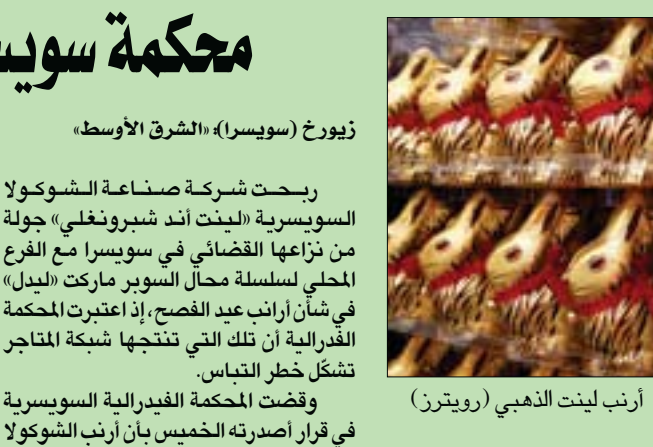 محكمة
زيورخ (سويسرا): «الشرق الأوسط»
ربحت شركة صناعة الشوكولا
السويسرية «لينت أند شبرونغلي» جولة
من نزاعها القضائي في سويسرا مع الفرع
المحلي لسلسلة محال السوبر ماركت «ليدل»
في شأن أرانب عيد الفصح، إذ اعتبرت المحكمة
الفدرالية أن تلك التي تنتجها شبكة المتاجر
تشكّل خطر التباس.
وقضت المحكمة الفيدرالية السويسرية
في قرار أصدرته الخميس بأن أرنب الشوكولا
أرنب لينت الذهبي (رويترز)